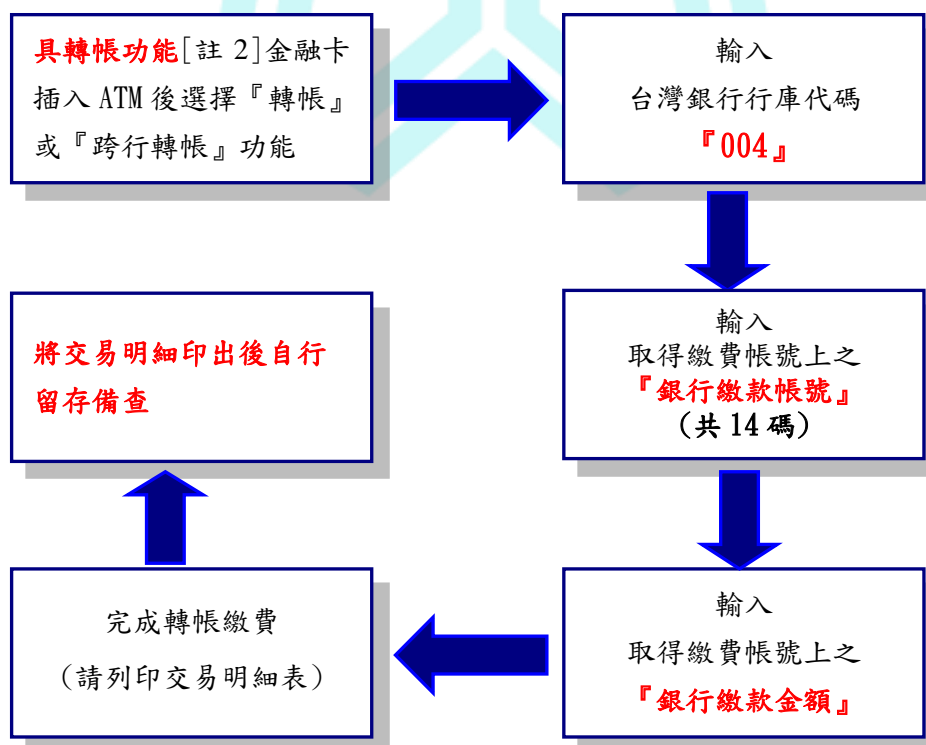 具轉帳功能[註 2]金融卡
插入 ATM 後選擇『轉帳』
或『跨行轉帳』功能
輸入
台灣銀行行庫代碼
『004』
輸入
取得繳費帳號上之
『銀行繳款帳號』
(共 14 碼)
輸入
取得繳費帳號上之
『銀行繳款金額』
完成轉帳繳費
(請列印交易明細表)
將交易明細印出後自行
留存備查